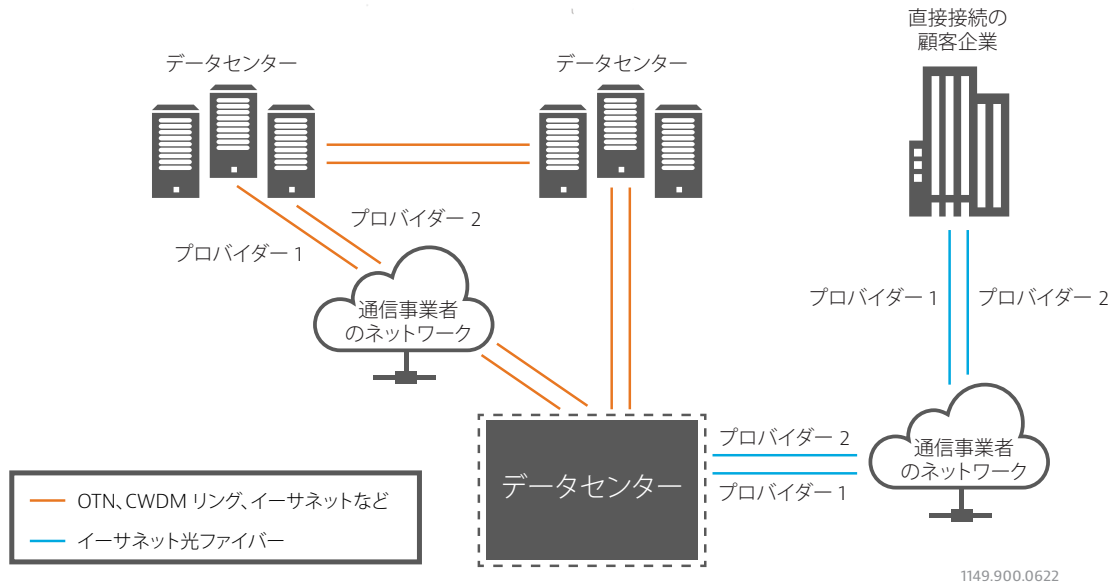 直接接続の
顧客企業
データセンター
データセンター
プロバイダー 2
プロバイダー 1
通信事業者
のネットワーク
プロバイダー 1
プロバイダー 2
データセンター
プロバイダー 2
プロバイダー 1
通信事業者
のネットワーク
OTN、CWDM リング、イーサネットなど
イーサネット光ファイバー
1149.900.0622